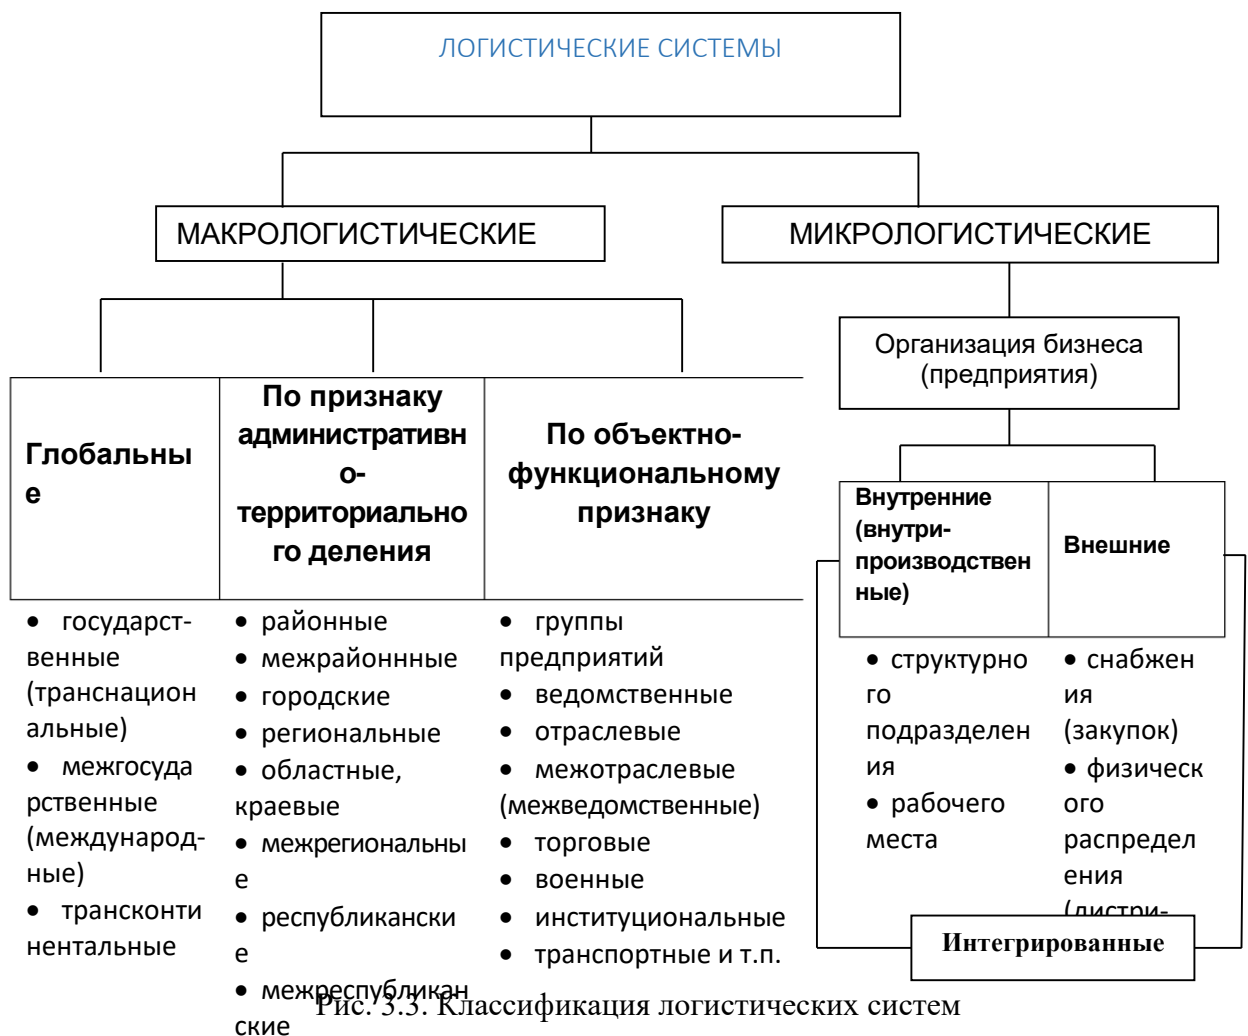 ЛОГИСТИЧЕСКИЕ СИСТЕМЫ
МАКРОЛОГИСТИЧЕСКИЕ
МИКРОЛОГИСТИЧЕСКИЕ
Организация бизнеса
(предприятия)
Глобальны
е
По признаку
административн
о-
территориально
го деления
По объектно-
функциональному
признаку
Внутренние
(внутри-
производствен
ные)
Внешние
• государст-
венные
(транснацион
альные)
• межгосуда
рственные
(международ-
ные)
• трансконти
нентальные
• районные
• межрайоннные
• городские
• региональные
• областные,
краевые
• межрегиональны
е
• республикански
е
• межреспубликан
ские
• группы
предприятий
• ведомственные
• отраслевые
• межотраслевые
(межведомственные)
• торговые
• военные
• институциональные
• транспортные и т.п.
• структурно
го
подразделен
ия
• рабочего
места
• снабжен
ия
(закупок)
• физическ
ого
распредел
ения
(дистри-
Интегрированные
Рис. 3.3. Классификация логистических систем